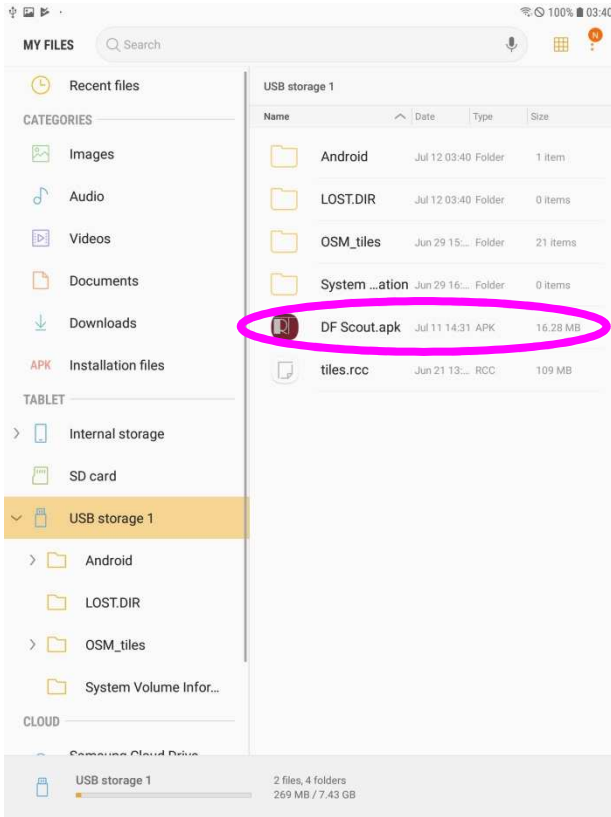 100% 03:40
MY FILES
Search
N
Recent files
CATEGORIES
Images
Audio
Videos
Documents
Downloads
APK Installation files
TABLET
Internal storage
SD card
USB storage 1
Android
LOST.DIR
OSM_tiles
System Volume Infor...
CLOUD
Samsung Cloud Drive
USB storage 1
Name Date Type Size
Android Jul 12 03:40 Folder 1 item
LOST.DIR Jul 12 03:40 Folder 0 items
OSM_tiles Jun 29 15:... Folder 21 items
System ...ation Jun 29 16:... Folder 0 items
DF Scout.apk Jul 11 14:31 APK 16.28 MB
tiles.rcc Jun 21 13:... RCC 109 MB
USB storage 1
2 files, 4 folders
269 MB / 7.43 GB